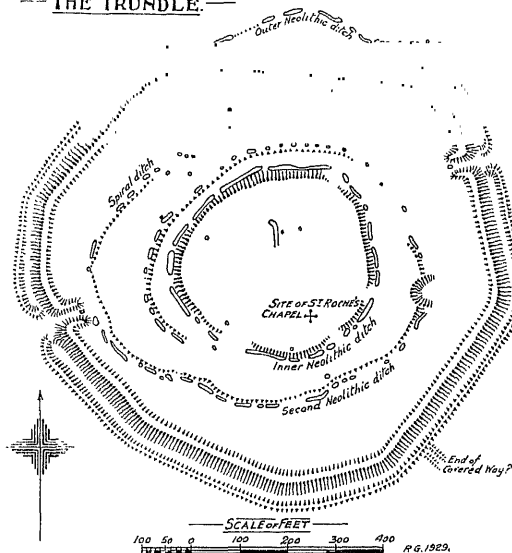 THE TRUNDLE.
Outer Neolithic ditch
Spiral ditch
SITE OF ST ROCHE'S
CHAPEL
Inner Neolithic ditch
Second Neolithic ditch
End of
Covered Way?
SCALE OF FEET
100 50 0 100 200 300 400
R G. 1929.